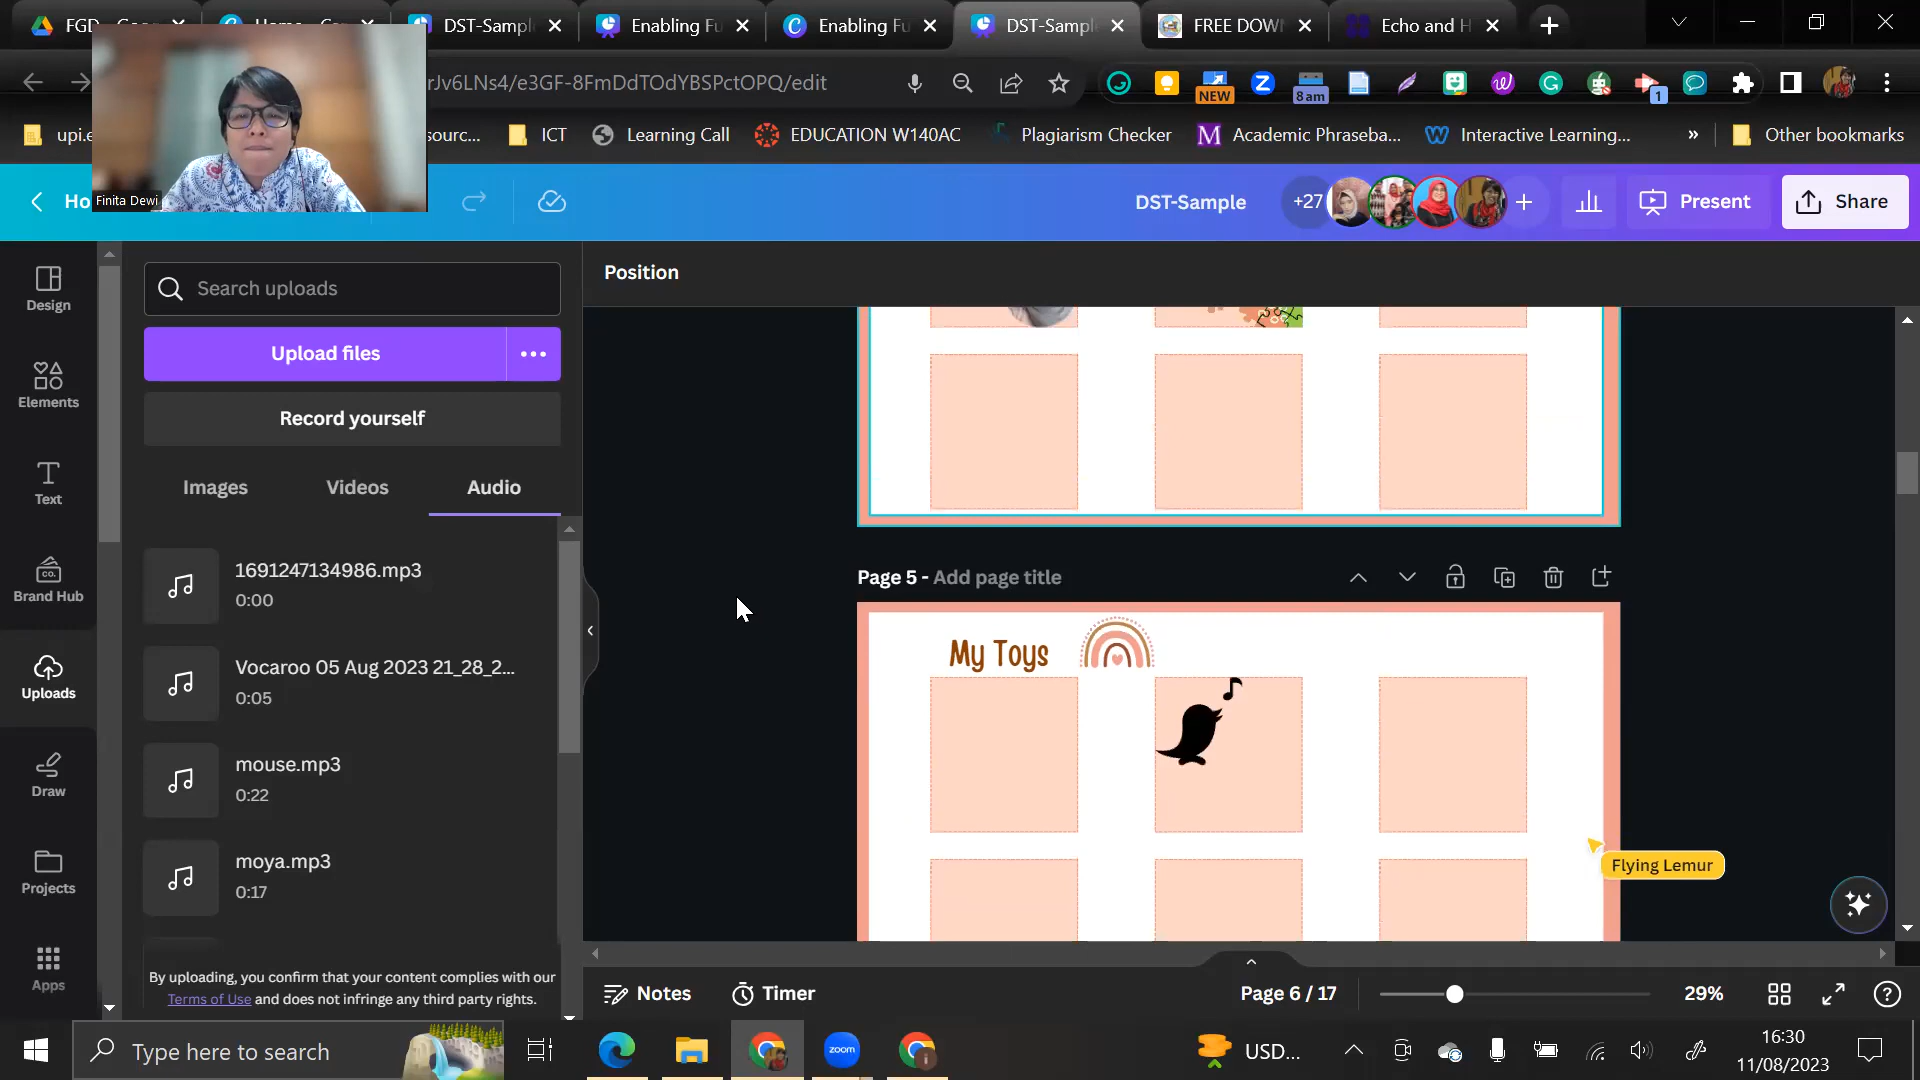 FGD - Goog
Home - Can
DST-Sampl
Enabling Fu
Enabling Fu
DST-Sampl
FREE DOW
Echo and H
rJv6LNs4/e3GF-8FmDdTOdYBSPctOPQ/edit
NEW
8am
1
upi.e
sourc...
ICT
Learning Call
EDUCATION W140AC
Plagiarism Checker
Academic Phraseba...
Interactive Learning...
»
Other bookmarks
Finita Dewi
Ho
DST-Sample
+27
Present
Share
Design
Elements
Text
Brand Hub
Uploads
Draw
Projects
Apps
Search uploads
Upload files
Record yourself
Images
Videos
Audio
1691247134986.mp3
0:00
Vocaroo 05 Aug 2023 21_28_2...
0:05
mouse.mp3
0:22
moya.mp3
0:17
By uploading, you confirm that your content complies with our
Terms of Use and does not infringe any third party rights.
Position
Page 5 - Add page title
My Toys
Flying Lemur
Notes
Timer
Page 6 / 17
29%
Type here to search
zoom
USD...
16:30
11/08/2023